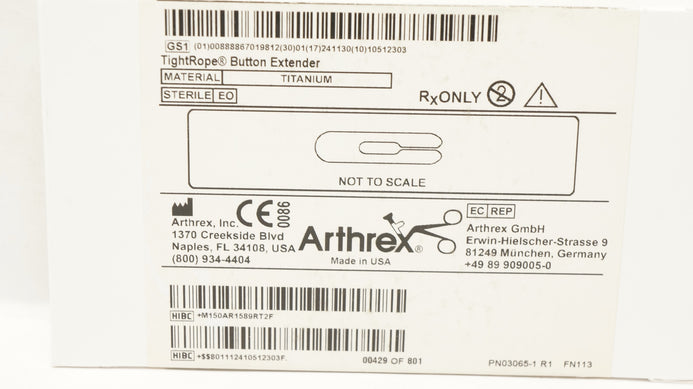 GS1 (01)00888867019812(30)01(17)241130(10)10512303
TightRope® Button Extender
MATERIAL TITANIUM
STERILE EO
RxONLY 2
NOT TO SCALE
Arthrex, Inc.
1370 Creekside Blvd
Naples, FL 34108, USA
(800) 934-4404
CE 0086
Arthrex®
Made in USA
EC REP
Arthrex GmbH
Erwin-Hielscher-Strasse 9
81249 München, Germany
+49 89 909005-0
HIBC +M150AR1589RT2F
HIBC +$$801112410512303F.
00429 OF 801
PN03065-1 R1 FN113